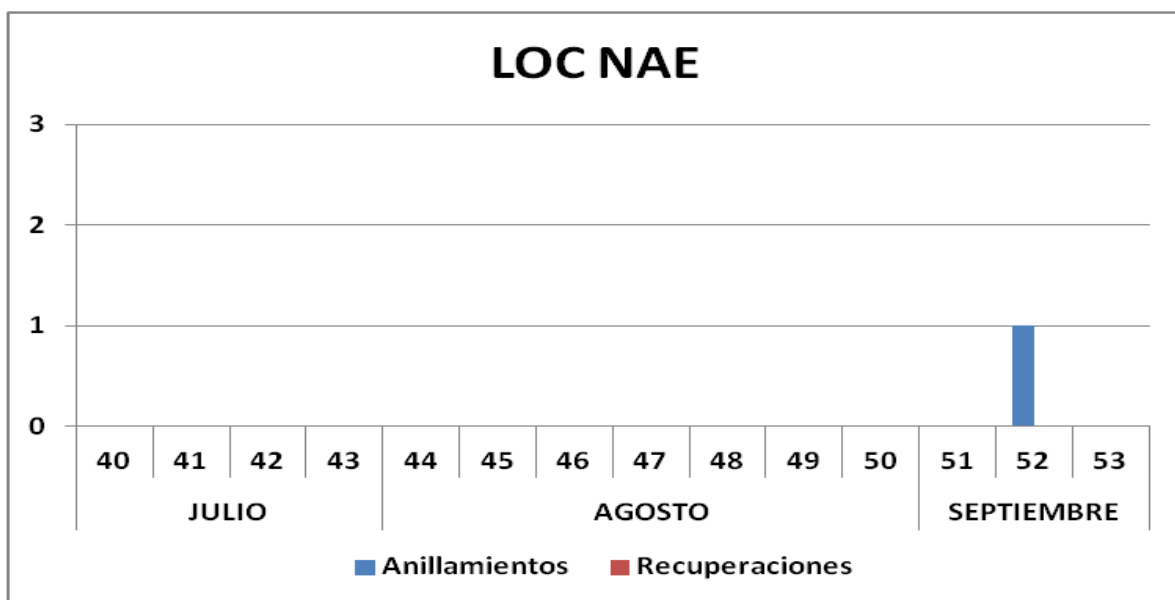 LOC NAE
3
2
1
0
40 41 42 43 44 45 46 47 48 49 50 51 52 53
JULIO AGOSTO SEPTIEMBRE
Anillamientos Recuperaciones